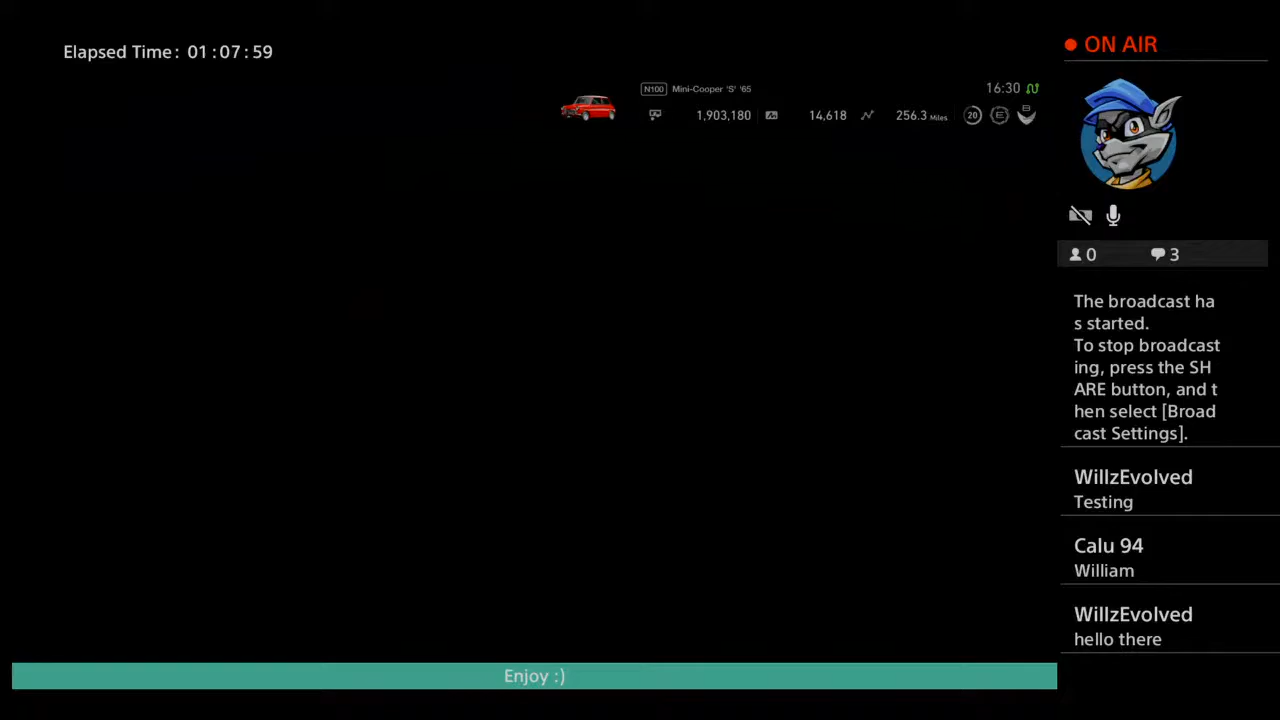 Elapsed Time: 01:07:59
ON AIR
N100 Mini-Cooper 'S' '65
16:30
1,903,180 14,618 256.3 Miles 20 E B
0 3
The broadcast ha
s started.
To stop broadcast
ing, press the SH
ARE button, and t
hen select [Broad
cast Settings].
WillzEvolved
Testing
Calu 94
William
WillzEvolved
hello there
Enjoy :)